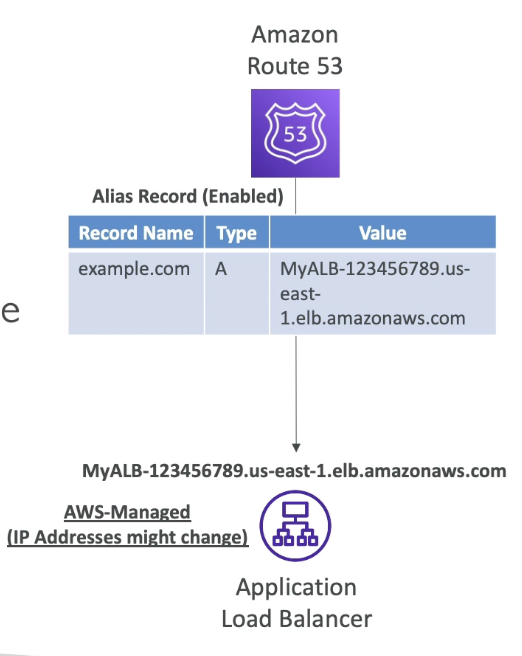 Amazon
Route 53
53
Alias Record (Enabled)
Record Name Type Value
example.com A MyALB-123456789.us-
east-
1.elb.amazonaws.com
e
MyALB-123456789.us-east-1.elb.amazonaws.com
AWS-Managed
(IP Addresses might change)
Application
Load Balancer